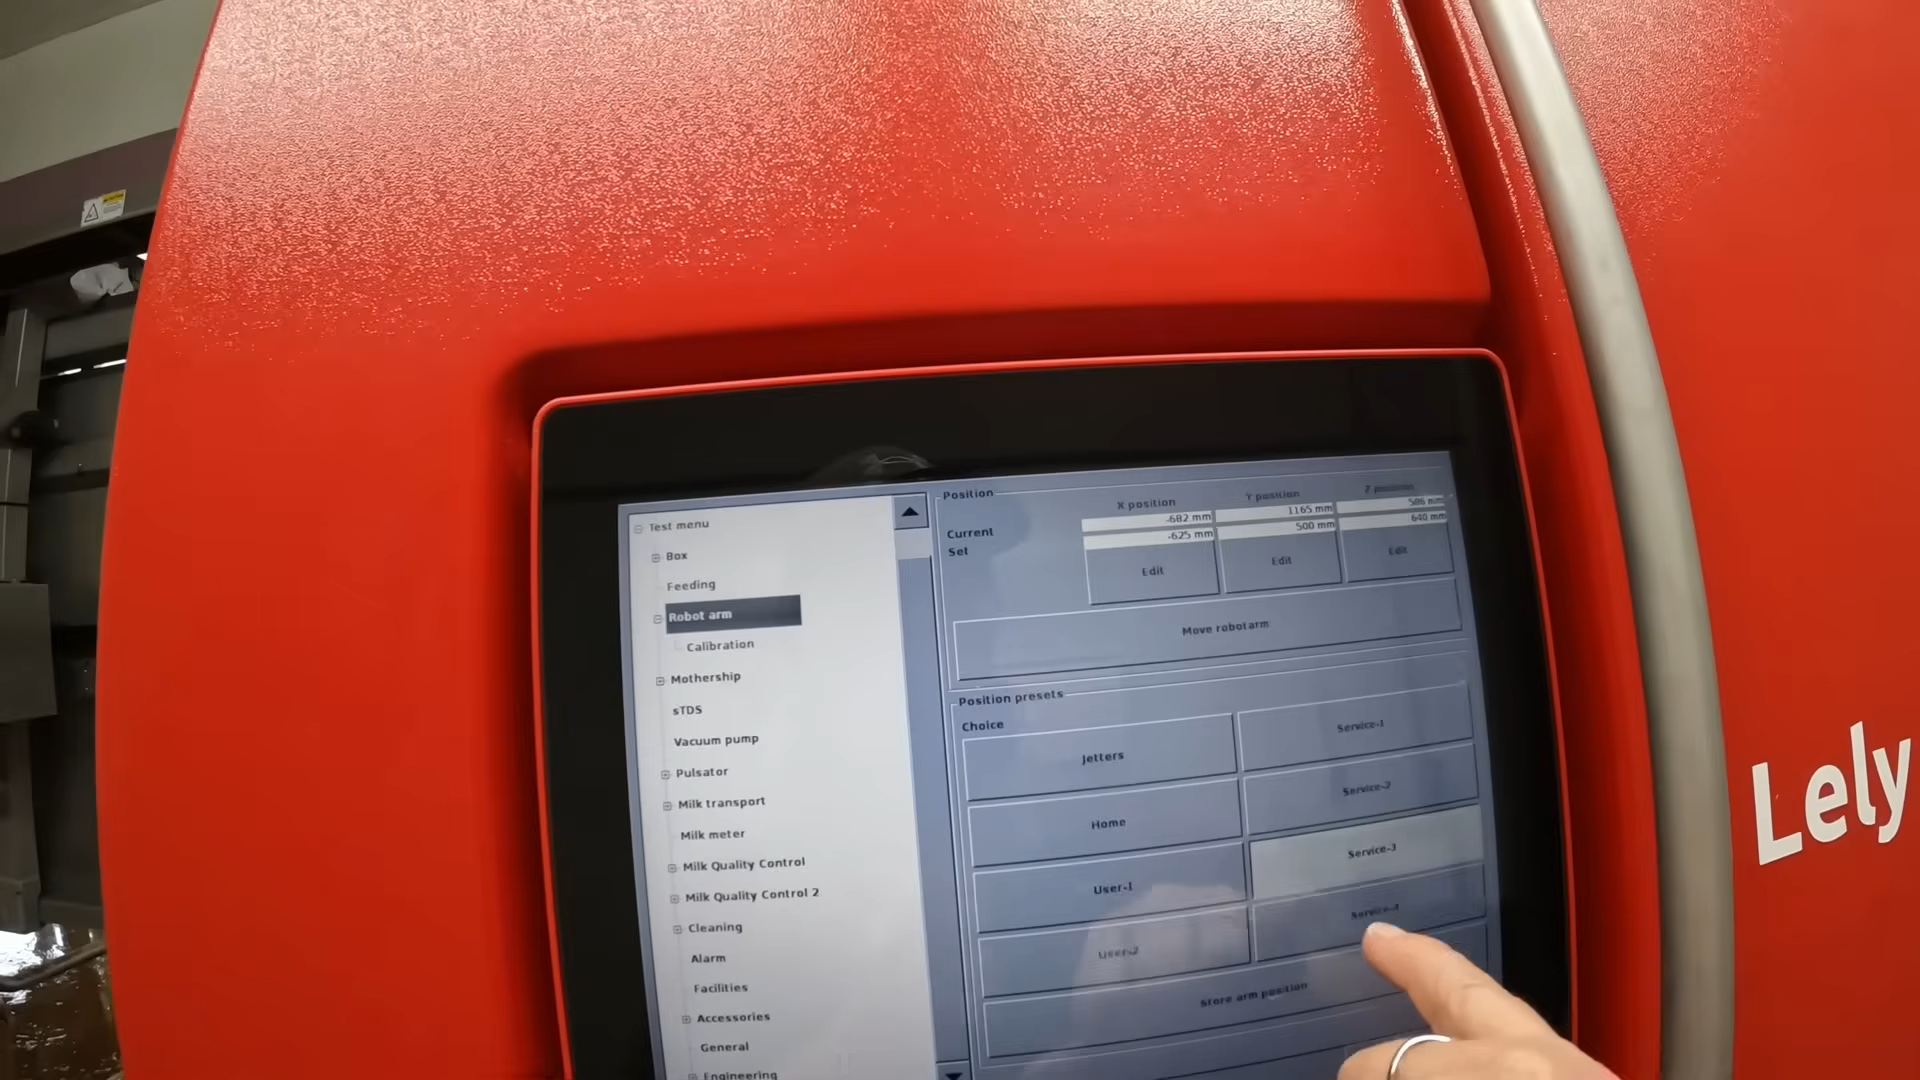 Test menu
Box
Feeding
Robot arm
Calibration
Mothership
sTDS
Vacuum pump
Pulsator
Milk transport
Milk meter
Milk Quality Control
Milk Quality Control 2
Cleaning
Alarm
Facilities
Accessories
General
Engineering
Position
X position Y position Z position
Current -682 mm 1165 mm 586 mm
Set -625 mm 500 mm 640 mm
Edit Edit Edit
Move robotarm
Position presets
Choice
Jetters Service-1
Home Service-2
User-1 Service-3
User-2 Service-4
Store arm position
Lely